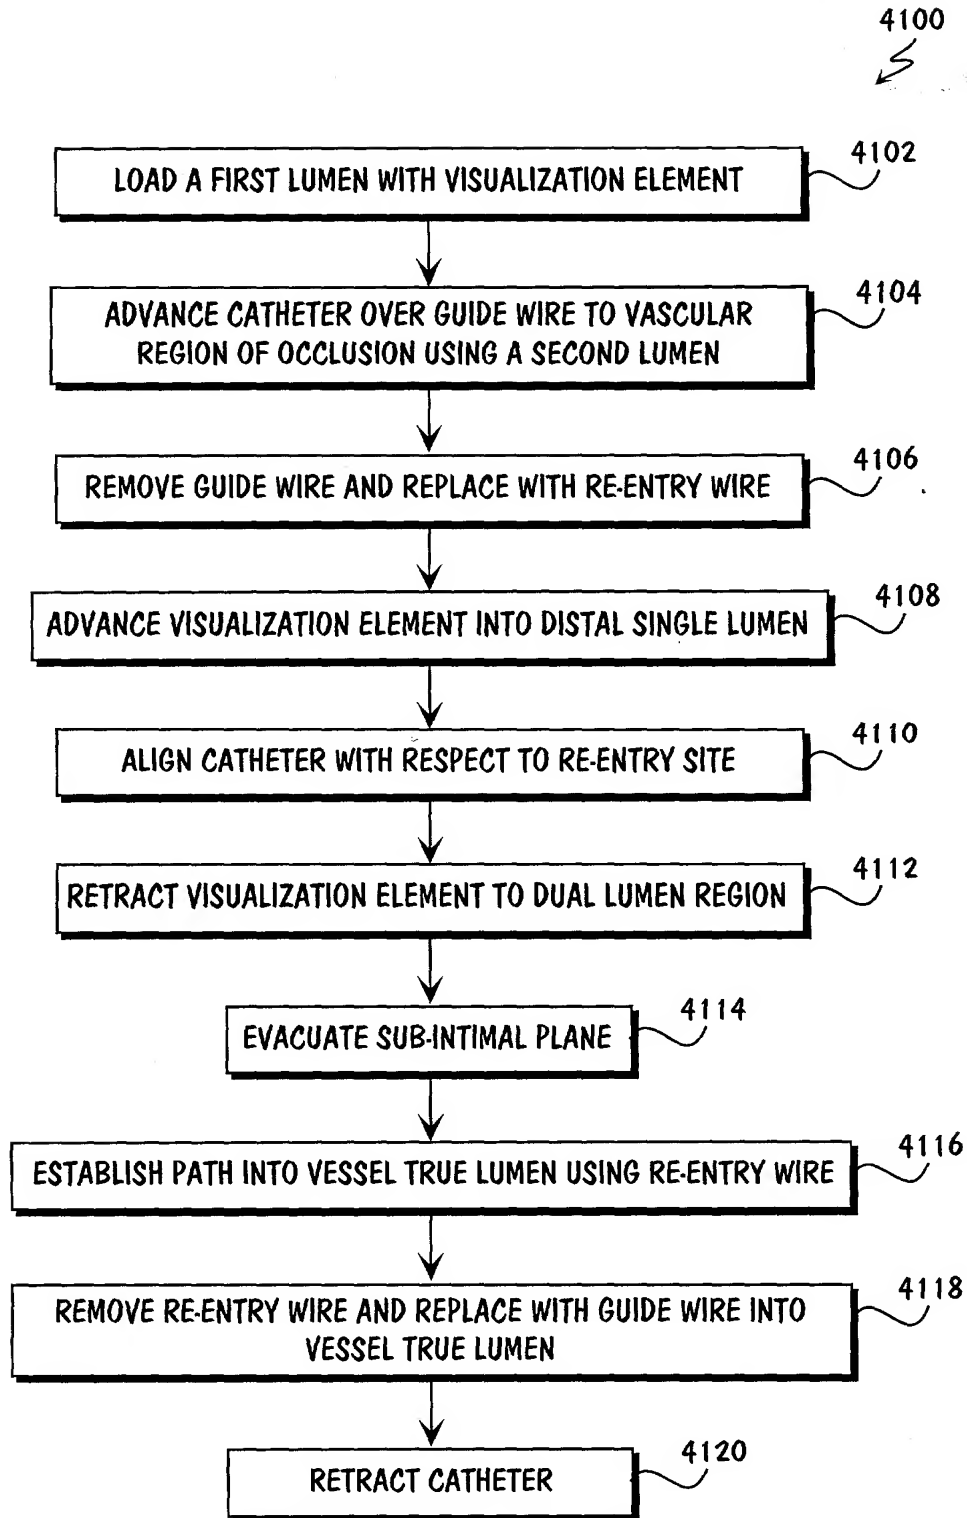 4100
4102
LOAD A FIRST LUMEN WITH VISUALIZATION ELEMENT
4104
ADVANCE CATHETER OVER GUIDE WIRE TO VASCULAR
REGION OF OCCLUSION USING A SECOND LUMEN
4106
REMOVE GUIDE WIRE AND REPLACE WITH RE-ENTRY WIRE
4108
ADVANCE VISUALIZATION ELEMENT INTO DISTAL SINGLE LUMEN
4110
ALIGN CATHETER WITH RESPECT TO RE-ENTRY SITE
4112
RETRACT VISUALIZATION ELEMENT TO DUAL LUMEN REGION
4114
EVACUATE SUB-INTIMAL PLANE
4116
ESTABLISH PATH INTO VESSEL TRUE LUMEN USING RE-ENTRY WIRE
4118
REMOVE RE-ENTRY WIRE AND REPLACE WITH GUIDE WIRE INTO
VESSEL TRUE LUMEN
4120
RETRACT CATHETER